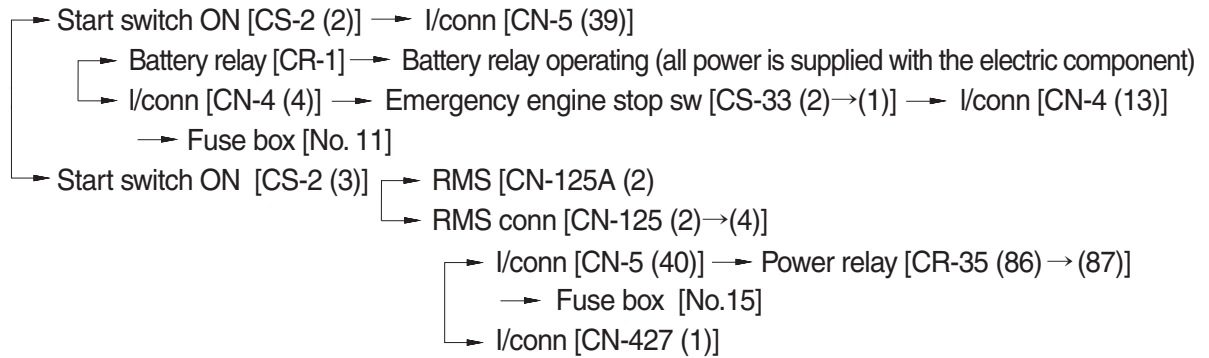 Start switch ON [CS-2 (2)] → I/conn [CN-5 (39)]
Battery relay [CR-1] → Battery relay operating (all power is supplied with the electric component)
I/conn [CN-4 (4)] → Emergency engine stop sw [CS-33 (2)→(1)] → I/conn [CN-4 (13)]
→ Fuse box [No. 11]
Start switch ON [CS-2 (3)] → RMS [CN-125A (2)
RMS conn [CN-125 (2)→(4)]
I/conn [CN-5 (40)] → Power relay [CR-35 (86) → (87)]
→ Fuse box [No.15]
I/conn [CN-427 (1)]